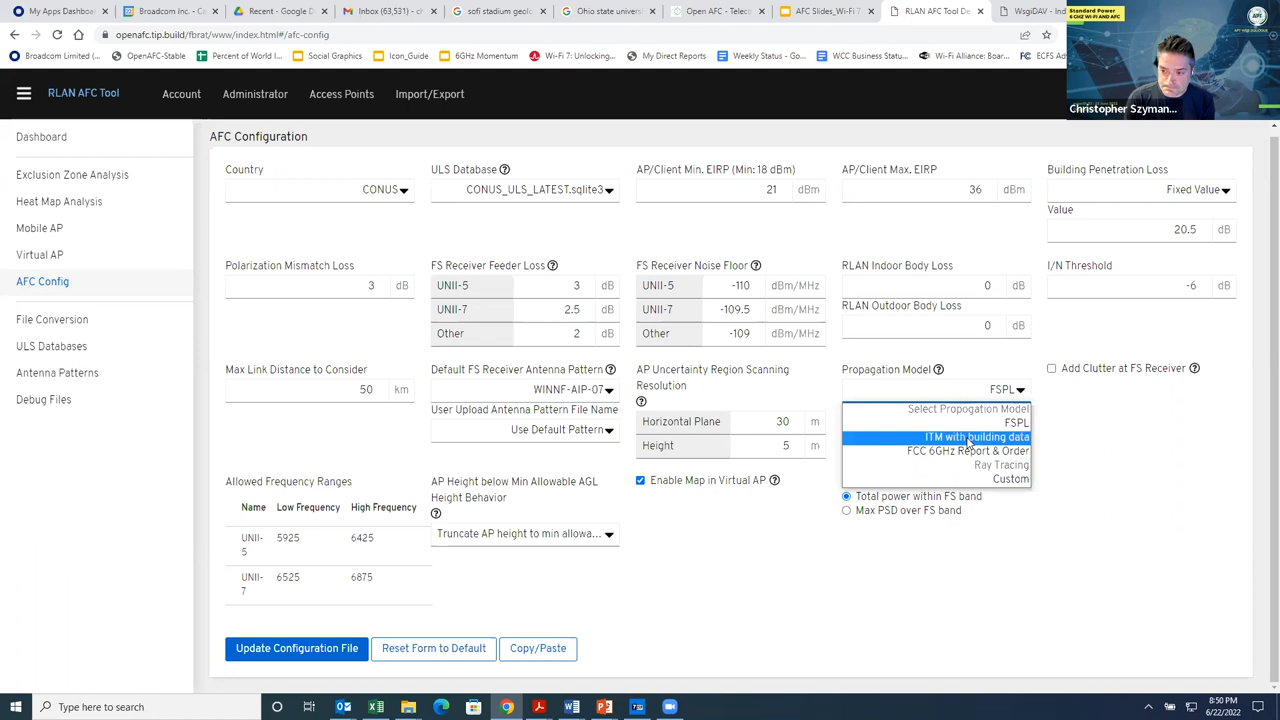 My Apps Dashboard
Broadcom Inc. - C
Recent - Google D
Inbox (63,531) - ch
sofi stadium geolo
Ohio state univers
Open AFC - Teleco
AFC Slides_Wi-Fi 7
RLAN AFC Tool De
WsgiDAV - Ind
openafc.tip.build/fbrat/www/index.html#/afc-config
Broadcom Limited (
OpenAFC-Stable
Percent of World I...
Social Graphics
Icon_Guide
6GHz Momentum
Wi-Fi 7: Unlocking...
My Direct Reports
Weekly Status - Go...
WCC Business Statu...
Wi-Fi Alliance: Boar...
ECFS Ad
Standard Power
6 GHZ WI-FI AND AFC
AFC
Christopher Szyman...
RLAN AFC Tool
Account
Administrator
Access Points
Import/Export
Dashboard
Exclusion Zone Analysis
Heat Map Analysis
Mobile AP
Virtual AP
AFC Config
File Conversion
ULS Databases
Antenna Patterns
Debug Files
AFC Configuration
Country
CONUS
ULS Database
CONUS_ULS_LATEST.sqlite3
AP/Client Min. EIRP (Min: 18 dBm)
21 dBm
AP/Client Max. EIRP
36 dBm
Building Penetration Loss
Fixed Value
Value
20.5 dB
Polarization Mismatch Loss
3 dB
FS Receiver Feeder Loss
UNII-5 3 dB
UNII-7 2.5 dB
Other 2 dB
FS Receiver Noise Floor
UNII-5 -110 dBm/MHz
UNII-7 -109.5 dBm/MHz
Other -109 dBm/MHz
RLAN Indoor Body Loss
0 dB
RLAN Outdoor Body Loss
0 dB
I/N Threshold
-6 dB
Max Link Distance to Consider
50 km
Default FS Receiver Antenna Pattern
WINNF-AIP-07
User Upload Antenna Pattern File Name
Use Default Pattern
AP Uncertainty Region Scanning
Resolution
Horizontal Plane 30 m
Height 5 m
Propagation Model
FSPL
Select Propogation Model
FSPL
ITM with building data
FCC 6GHz Report & Order
Ray Tracing
Custom
Add Clutter at FS Receiver
Allowed Frequency Ranges
Name Low Frequency High Frequency
UNII-
5
5925 6425
UNII-
7
6525 6875
AP Height below Min Allowable AGL
Height Behavior
Truncate AP height to min allowa...
Enable Map in Virtual AP
Total power within FS band
Max PSD over FS band
Update Configuration File
Reset Form to Default
Copy/Paste
Type here to search
8:50 PM
6/22/2022